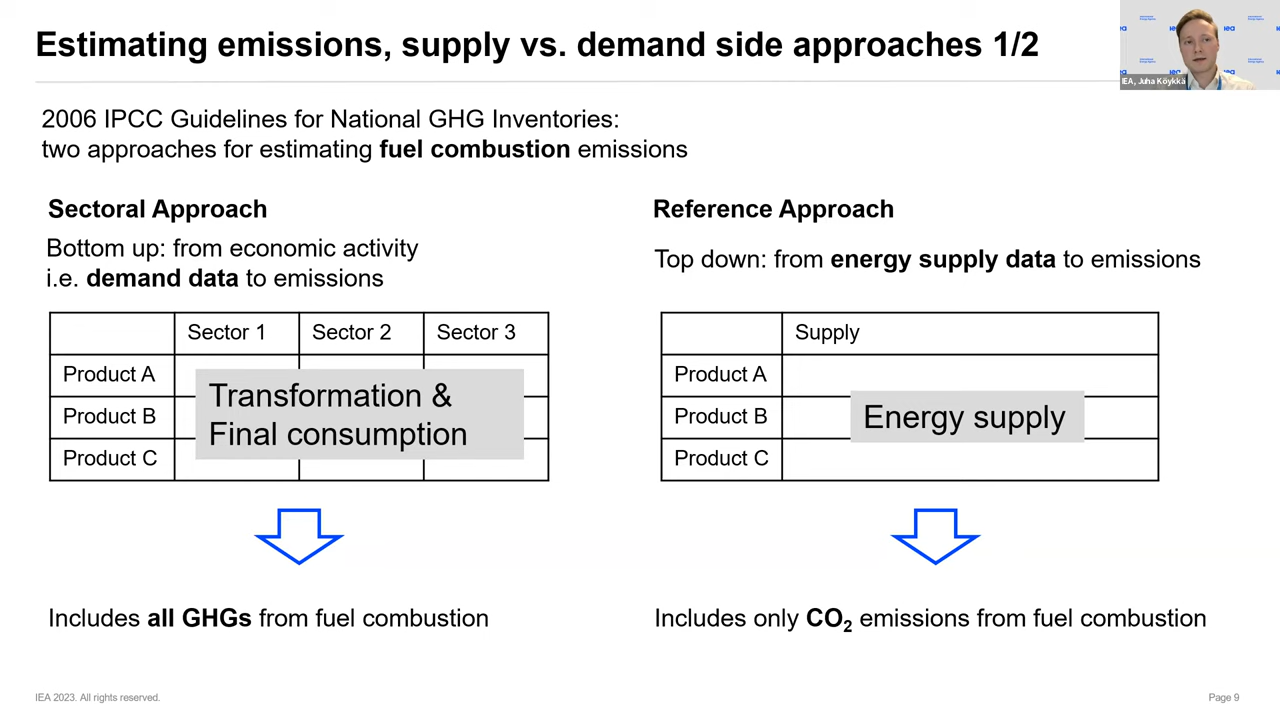 Estimating emissions, supply vs. demand side approaches 1/2
IEA, Juha Köykkä
2006 IPCC Guidelines for National GHG Inventories:
two approaches for estimating fuel combustion emissions
Sectoral Approach
Bottom up: from economic activity
i.e. demand data to emissions
Sector 1 Sector 2 Sector 3
Product A
Product B
Product C
Transformation &
Final consumption
Includes all GHGs from fuel combustion
Reference Approach
Top down: from energy supply data to emissions
Supply
Product A
Product B
Product C
Energy supply
Includes only CO₂ emissions from fuel combustion
IEA 2023. All rights reserved.
Page 9